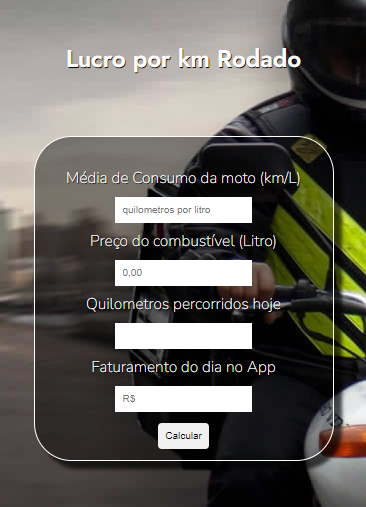 Lucro por km Rodado
Média de Consumo da moto (km/L)
quilometros por litro
Preço do combustível (Litro)
0,00
Quilometros percorridos hoje
Faturamento do dia no App
R$
Calcular